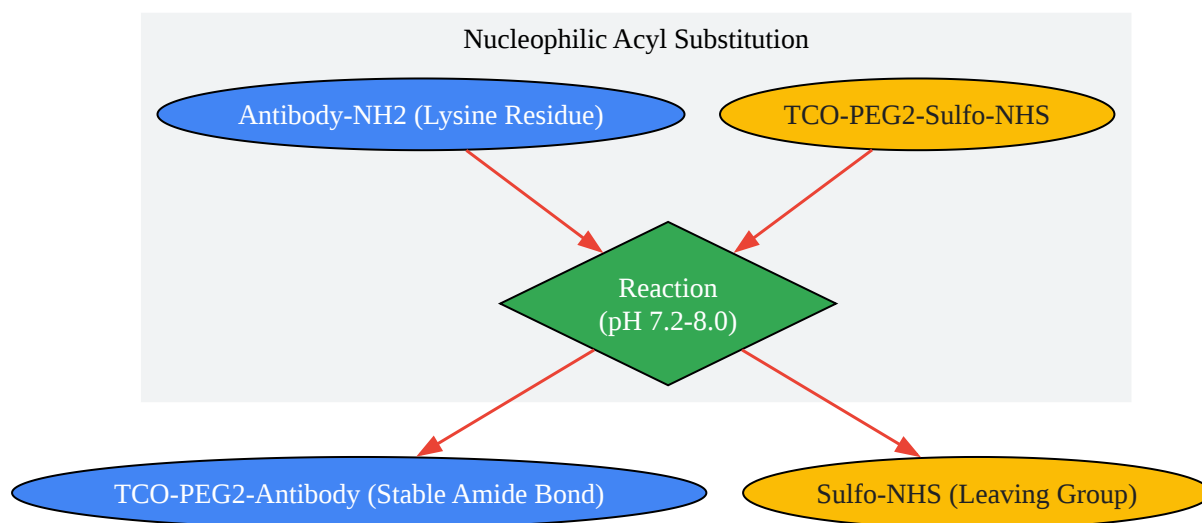 Nucleophilic Acyl Substitution
Antibody-NH2 (Lysine Residue)
TCO-PEG2-Sulfo-NHS
Reaction
(pH 7.2-8.0)
TCO-PEG2-Antibody (Stable Amide Bond)
Sulfo-NHS (Leaving Group)